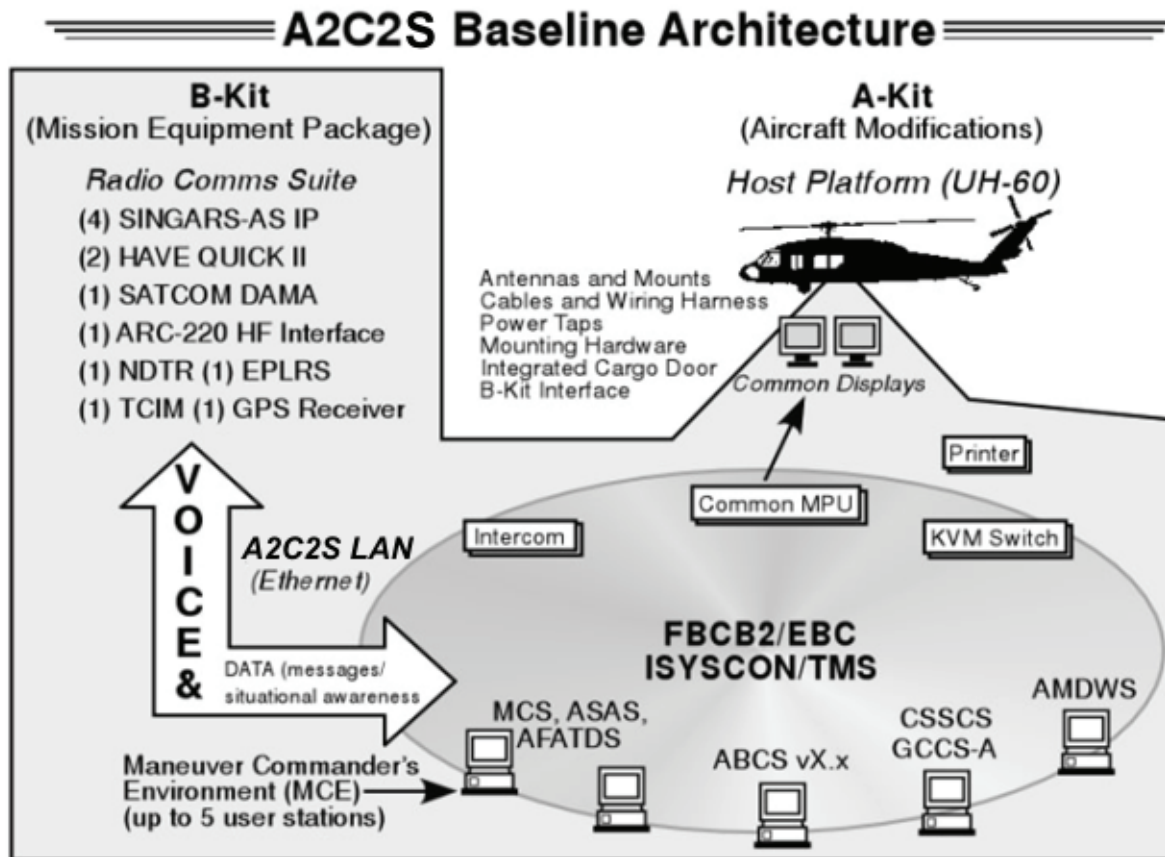 A2C2S Baseline Architecture
B-Kit
(Mission Equipment Package)
Radio Comms Suite
(4) SINGARS-AS IP
(2) HAVE QUICK II
(1) SATCOM DAMA
(1) ARC-220 HF Interface
(1) NDTR (1) EPLRS
(1) TCIM (1) GPS Receiver
A-Kit
(Aircraft Modifications)
Host Platform (UH-60)
Antennas and Mounts
Cables and Wiring Harness
Power Taps
Mounting Hardware
Integrated Cargo Door
B-Kit Interface
Common Displays
Printer
Common MPU
Intercom
KVM Switch
A2C2S LAN
(Ethernet)
VOICE&
DATA (messages/
situational awareness
FBCB2/EBC
ISYSCON/TMS
MCS, ASAS,
AFATDS
ABCS vX.x
CSSCS
GCCS-A
AMDWS
Maneuver Commander's
Environment (MCE)
(up to 5 user stations)